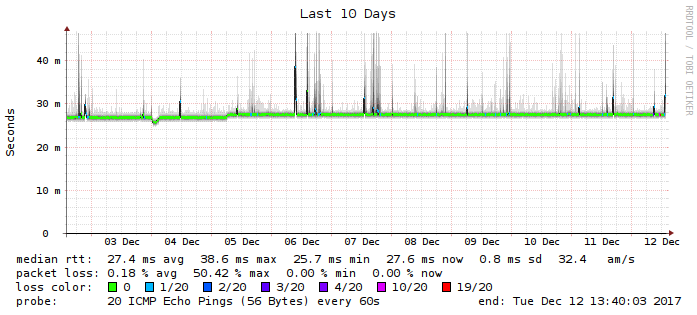 Last 10 Days
RRDTOOL / TOBI OETIKER
Seconds
40 m
30 m
20 m
10 m
0
03 Dec 04 Dec 05 Dec 06 Dec 07 Dec 08 Dec 09 Dec 10 Dec 11 Dec 12 Dec
median rtt: 27.4 ms avg 38.6 ms max 25.7 ms min 27.6 ms now 0.8 ms sd 32.4 am/s
packet loss: 0.18 % avg 50.42 % max 0.00 % min 0.00 % now
loss color: 0 1/20 2/20 3/20 4/20 10/20 19/20
probe: 20 ICMP Echo Pings (56 Bytes) every 60s end: Tue Dec 12 13:40:03 2017